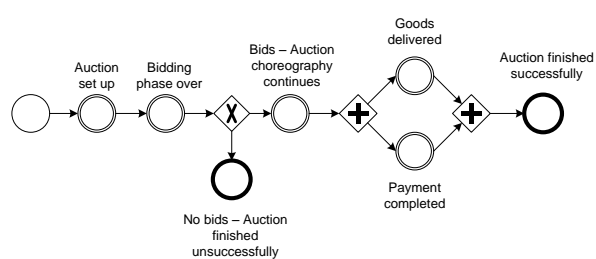 Auction
set up
Bidding
phase over
Bids – Auction
choreography
continues
Goods
delivered
Auction finished
successfully
X
No bids – Auction
finished
unsuccessfully
Payment
completed